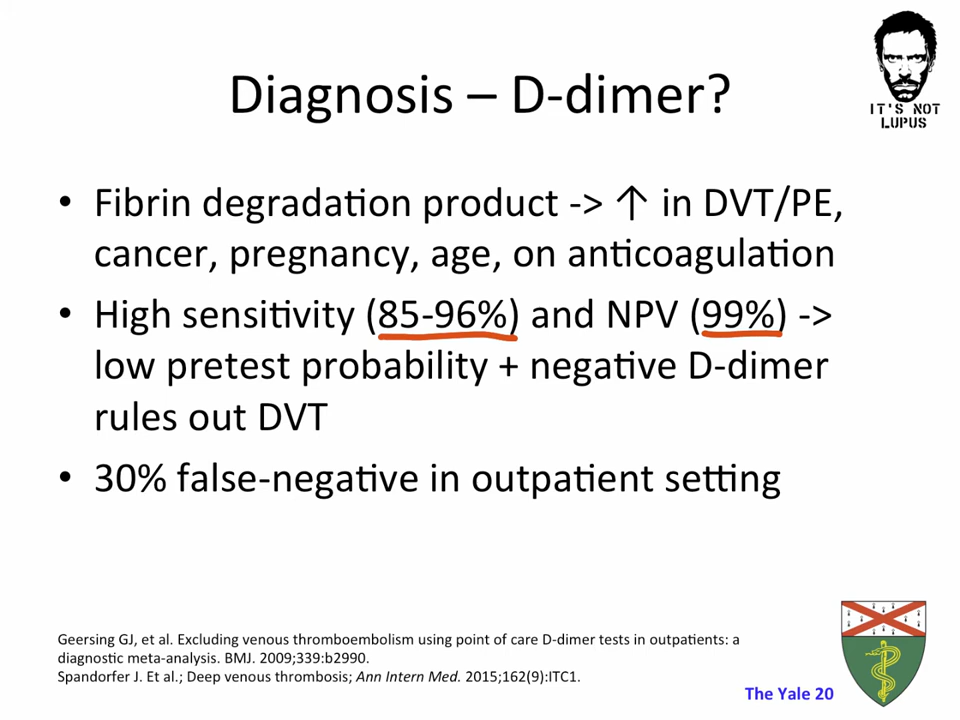 IT'S NOT
LUPUS
Diagnosis – D-dimer?
• Fibrin degradation product -> ↑ in DVT/PE,
cancer, pregnancy, age, on anticoagulation
• High sensitivity (85-96%) and NPV (99%) ->
low pretest probability + negative D-dimer
rules out DVT
• 30% false-negative in outpatient setting
Geersing GJ, et al. Excluding venous thromboembolism using point of care D-dimer tests in outpatients: a
diagnostic meta-analysis. BMJ. 2009;339:b2990.
Spandorfer J. Et al.; Deep venous thrombosis; Ann Intern Med. 2015;162(9):ITC1.
The Yale 20